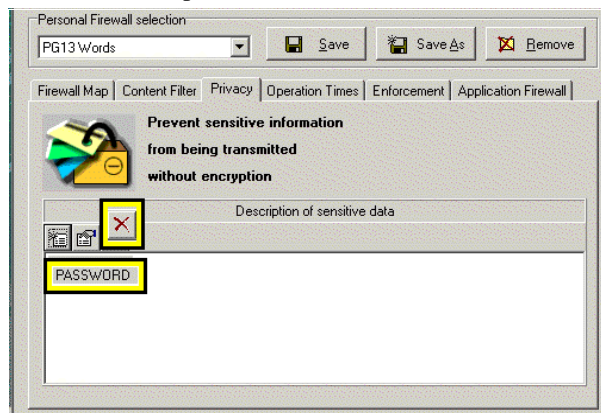 Personal Firewall selection
PG13 Words
Save
Save As
Remove
Firewall Map
Content Filter
Privacy
Operation Times
Enforcement
Application Firewall
Prevent sensitive information
from being transmitted
without encryption
Description of sensitive data
PASSWORD